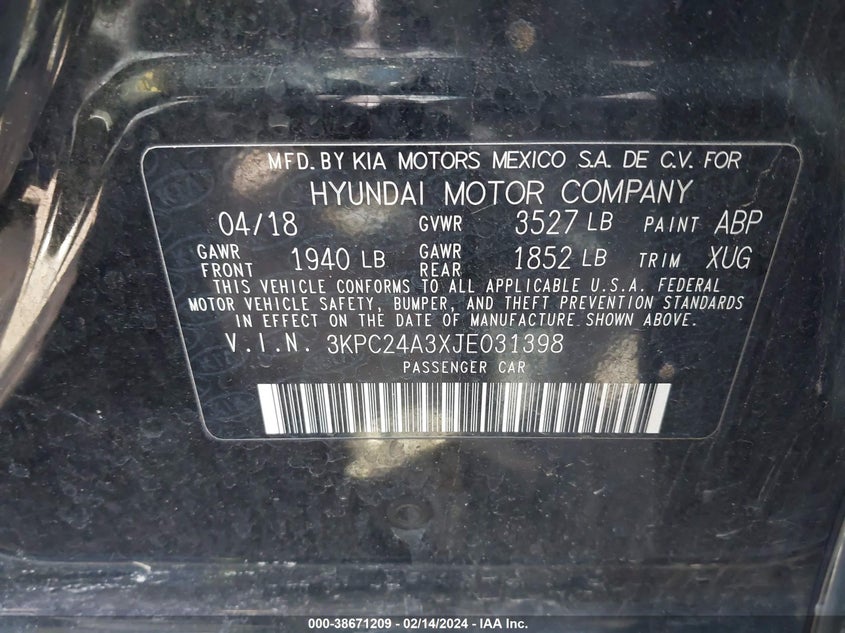 MFD. BY KIA MOTORS MEXICO S.A. DE C.V. FOR
HYUNDAI MOTOR COMPANY
04/18 GVWR 3527 LB PAINT ABP
GAWR FRONT 1940 LB GAWR REAR 1852 LB TRIM XUG
THIS VEHICLE CONFORMS TO ALL APPLICABLE U.S.A. FEDERAL
MOTOR VEHICLE SAFETY, BUMPER, AND THEFT PREVENTION STANDARDS
IN EFFECT ON THE DATE OF MANUFACTURE SHOWN ABOVE.
V.I.N. 3KPC24A3XJE031398
PASSENGER CAR
000-38671209 - 02/14/2024 - IAA Inc.